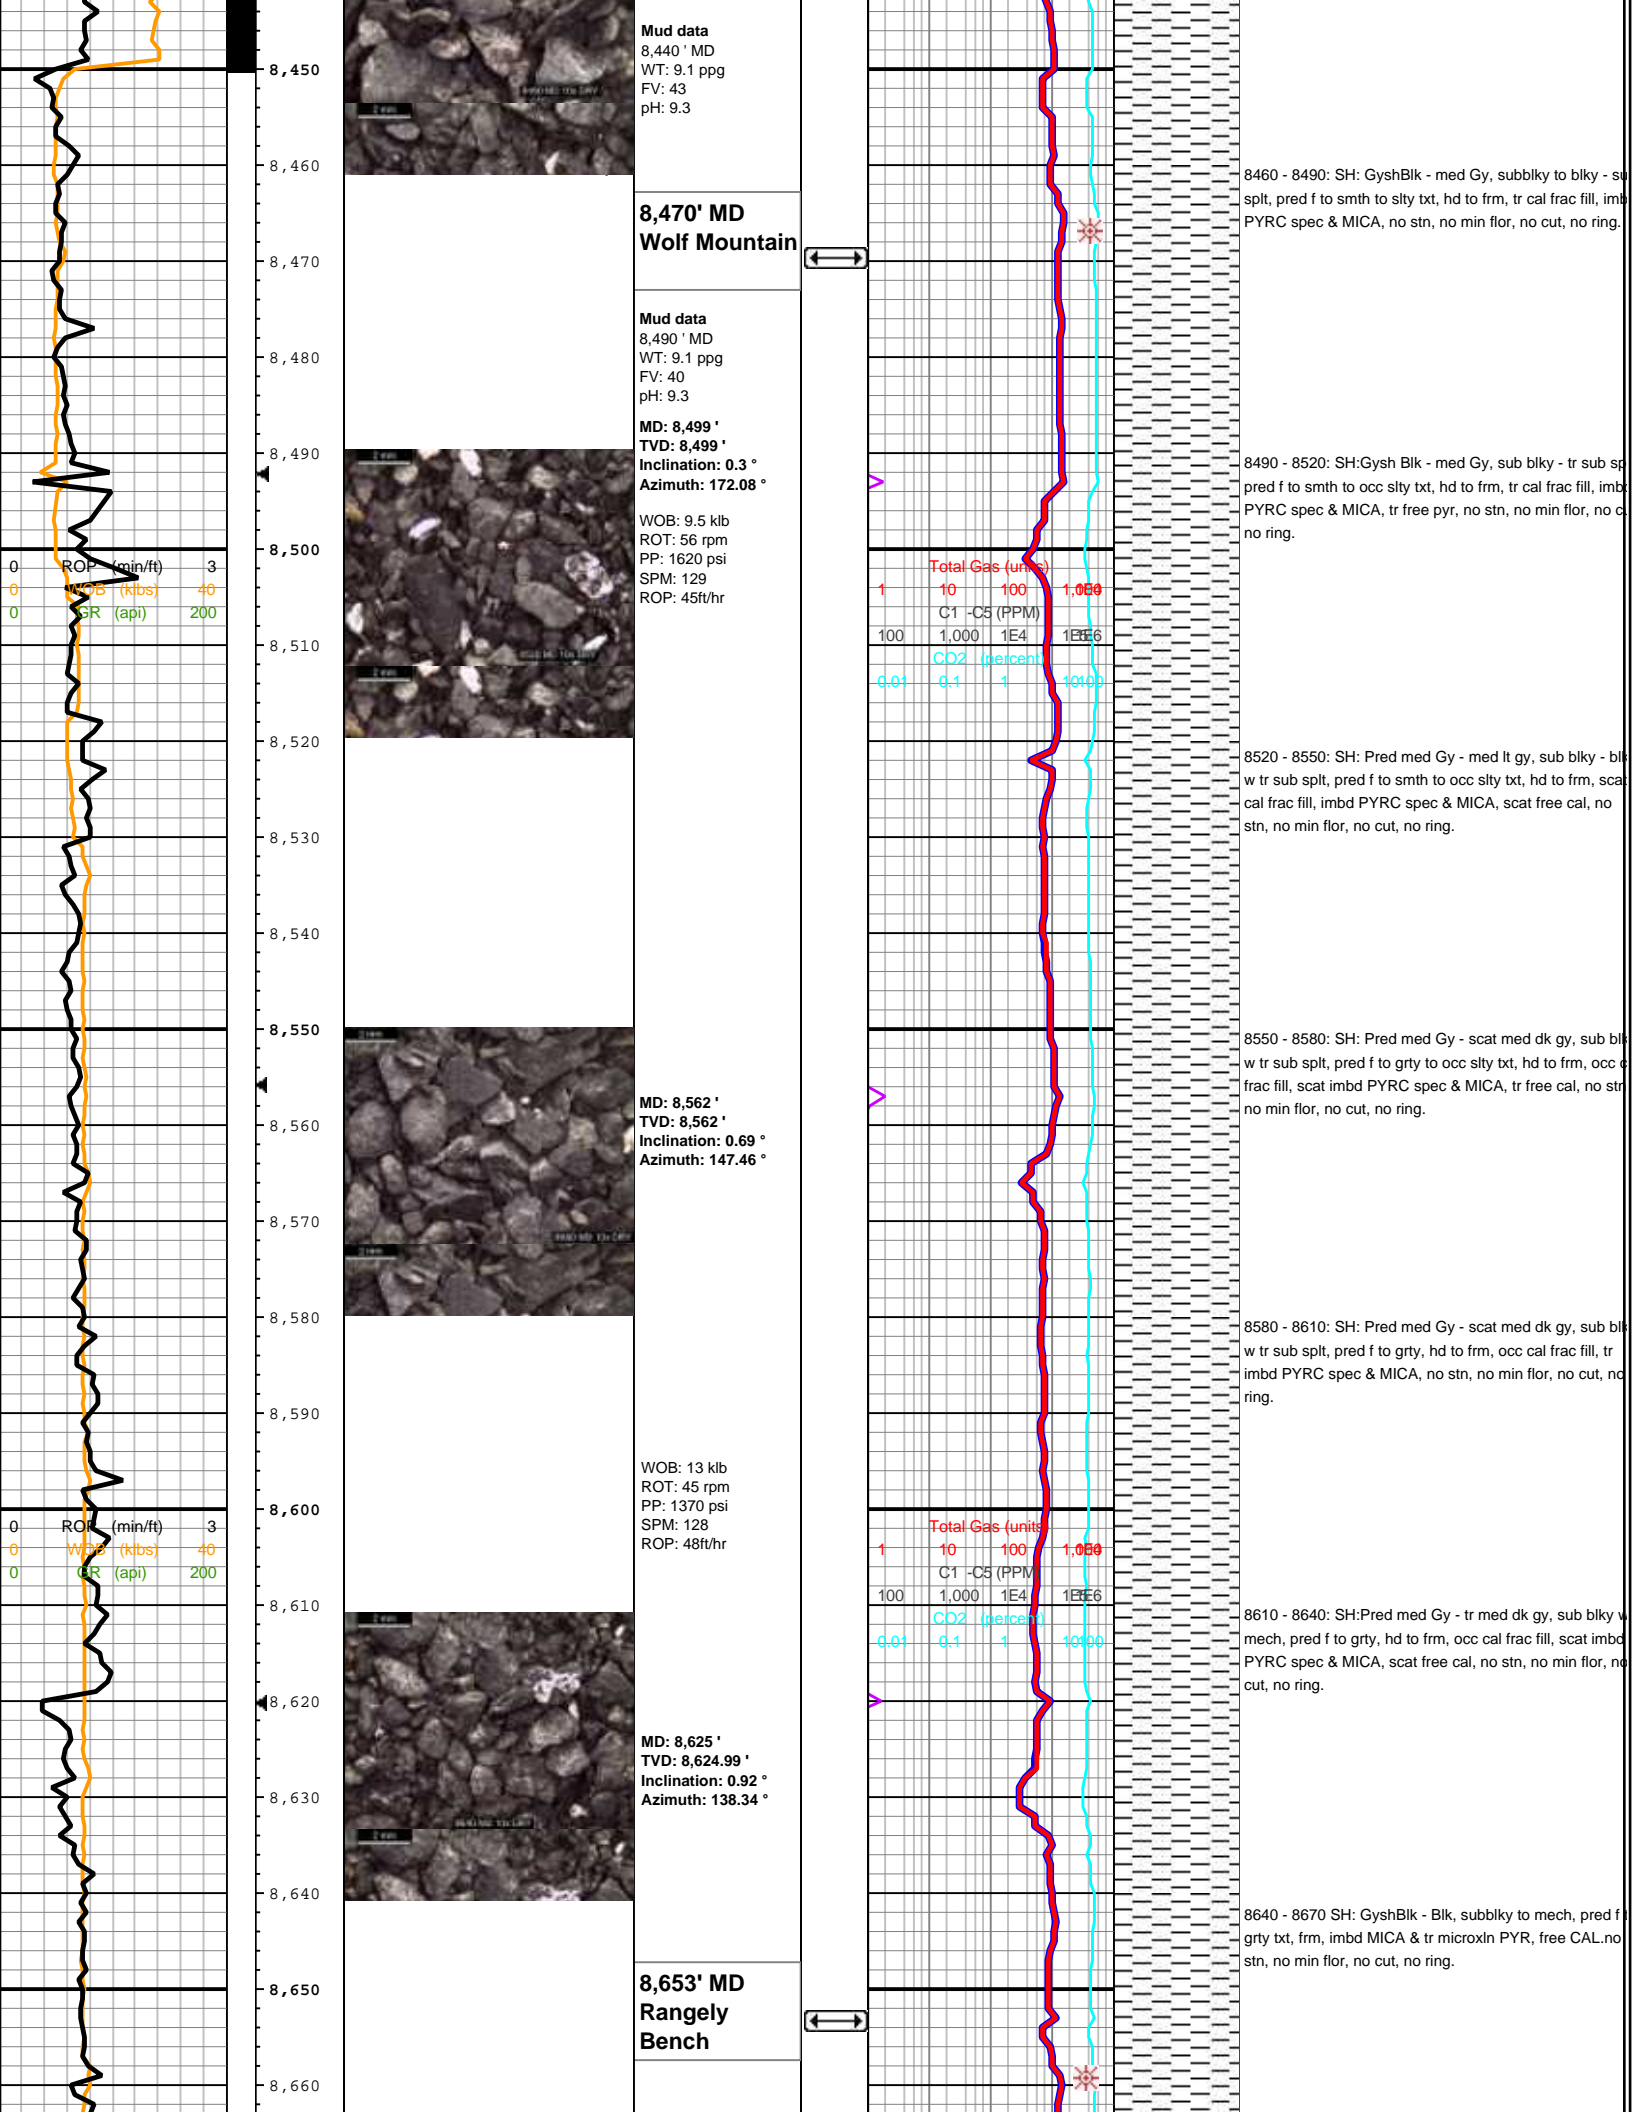 Mud data
8,440 ' MD
WT: 9.1 ppg
FV: 43
pH: 9.3
8,450
8,460
8,470
8,480
8,490
8,500
8,510
8,520
8,530
8,540
8,550
8,560
8,570
8,580
8,590
8,600
8,610
8,620
8,630
8,640
8,650
8,660
8,470' MD
Wolf Mountain
Mud data
8,490 ' MD
WT: 9.1 ppg
FV: 40
pH: 9.3
MD: 8,499 '
TVD: 8,499 '
Inclination: 0.3 °
Azimuth: 172.08 °
WOB: 9.5 klb
ROT: 56 rpm
PP: 1620 psi
SPM: 129
ROP: 45ft/hr
0 ROP (min/ft) 3
0 WOB (klbs) 40
0 GR (api) 200
Total Gas (units)
1 10 100
C1 -C5 (PPM)
100 1,000 1E4
CO2 (percent)
0.01 0.1 1 10 100
MD: 8,562 '
TVD: 8,562 '
Inclination: 0.69 °
Azimuth: 147.46 °
WOB: 13 klb
ROT: 45 rpm
PP: 1370 psi
SPM: 128
ROP: 48ft/hr
0 ROP (min/ft) 3
0 WOB (klbs) 40
0 GR (api) 200
Total Gas (units)
1 10 100
C1 -C5 (PPM)
100 1,000 1E4
CO2 (percent)
0.01 0.1 1 10 100
MD: 8,625 '
TVD: 8,624.99 '
Inclination: 0.92 °
Azimuth: 138.34 °
8,653' MD
Rangely
Bench
8460 - 8490: SH: GyshBlk - med Gy, subblky to blky -
splt, pred f to smth to slty txt, hd to frm, tr cal frac fill,
PYRC spec & MICA, no stn, no min flor, no cut, no ring.
8490 - 8520: SH:Gysh Blk - med Gy, sub blky - tr sub
pred f to smth to occ slty txt, hd to frm, tr cal frac fill,
PYRC spec & MICA, tr free pyr, no stn, no min flor, no
no ring.
8520 - 8550: SH: Pred med Gy - med lt gy, sub blky -
w tr sub splt, pred f to smth to occ slty txt, hd to frm,
cal frac fill, imbd PYRC spec & MICA, scat free cal, no
stn, no min flor, no cut, no ring.
8550 - 8580: SH: Pred med Gy - scat med dk gy, sub
w tr sub splt, pred f to grty to occ slty txt, hd to frm, occ
frac fill, scat imbd PYRC spec & MICA, tr free cal, no stn
no min flor, no cut, no ring.
8580 - 8610: SH: Pred med Gy - scat med dk gy, sub
w tr sub splt, pred f to grty, hd to frm, occ cal frac fill, tr
imbd PYRC spec & MICA, no stn, no min flor, no cut, no
ring.
8610 - 8640: SH:Pred med Gy - tr med dk gy, sub blky w
mech, pred f to grty, hd to frm, occ cal frac fill, scat imbd
PYRC spec & MICA, scat free cal, no stn, no min flor, no
cut, no ring.
8640 - 8670 SH: GyshBlk - Blk, subblky to mech, pred f
grty txt, frm, imbd MICA & tr microxln PYR, free CAL.no
stn, no min flor, no cut, no ring.